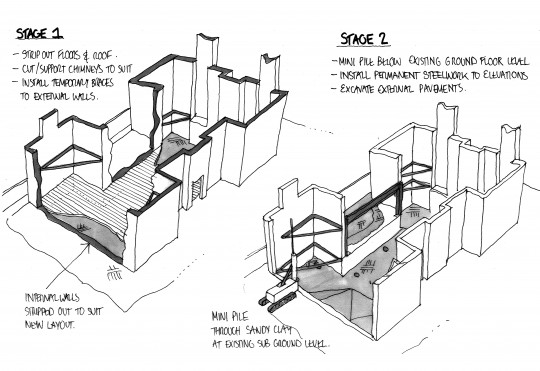 STAGE 1
- STRIP OUT FLOORS & ROOF.
- CUT/SUPPORT CHIMNEYS TO SUIT
- INSTALL TEMPORARY BRACES
TO EXTERNAL WALLS.
INTERNAL WALLS
STRIPPED OUT TO SUIT
NEW LAYOUT.
STAGE 2
- MINI PILE BELOW EXISTING GROUND FLOOR LEVEL
- INSTALL PERMANENT STEELWORK TO ELEVATIONS
- EXCAVATE EXTERNAL PAVEMENTS.
MINI PILE
THROUGH SANDY CLAY
AT EXISTING SUB GROUND LEVEL.